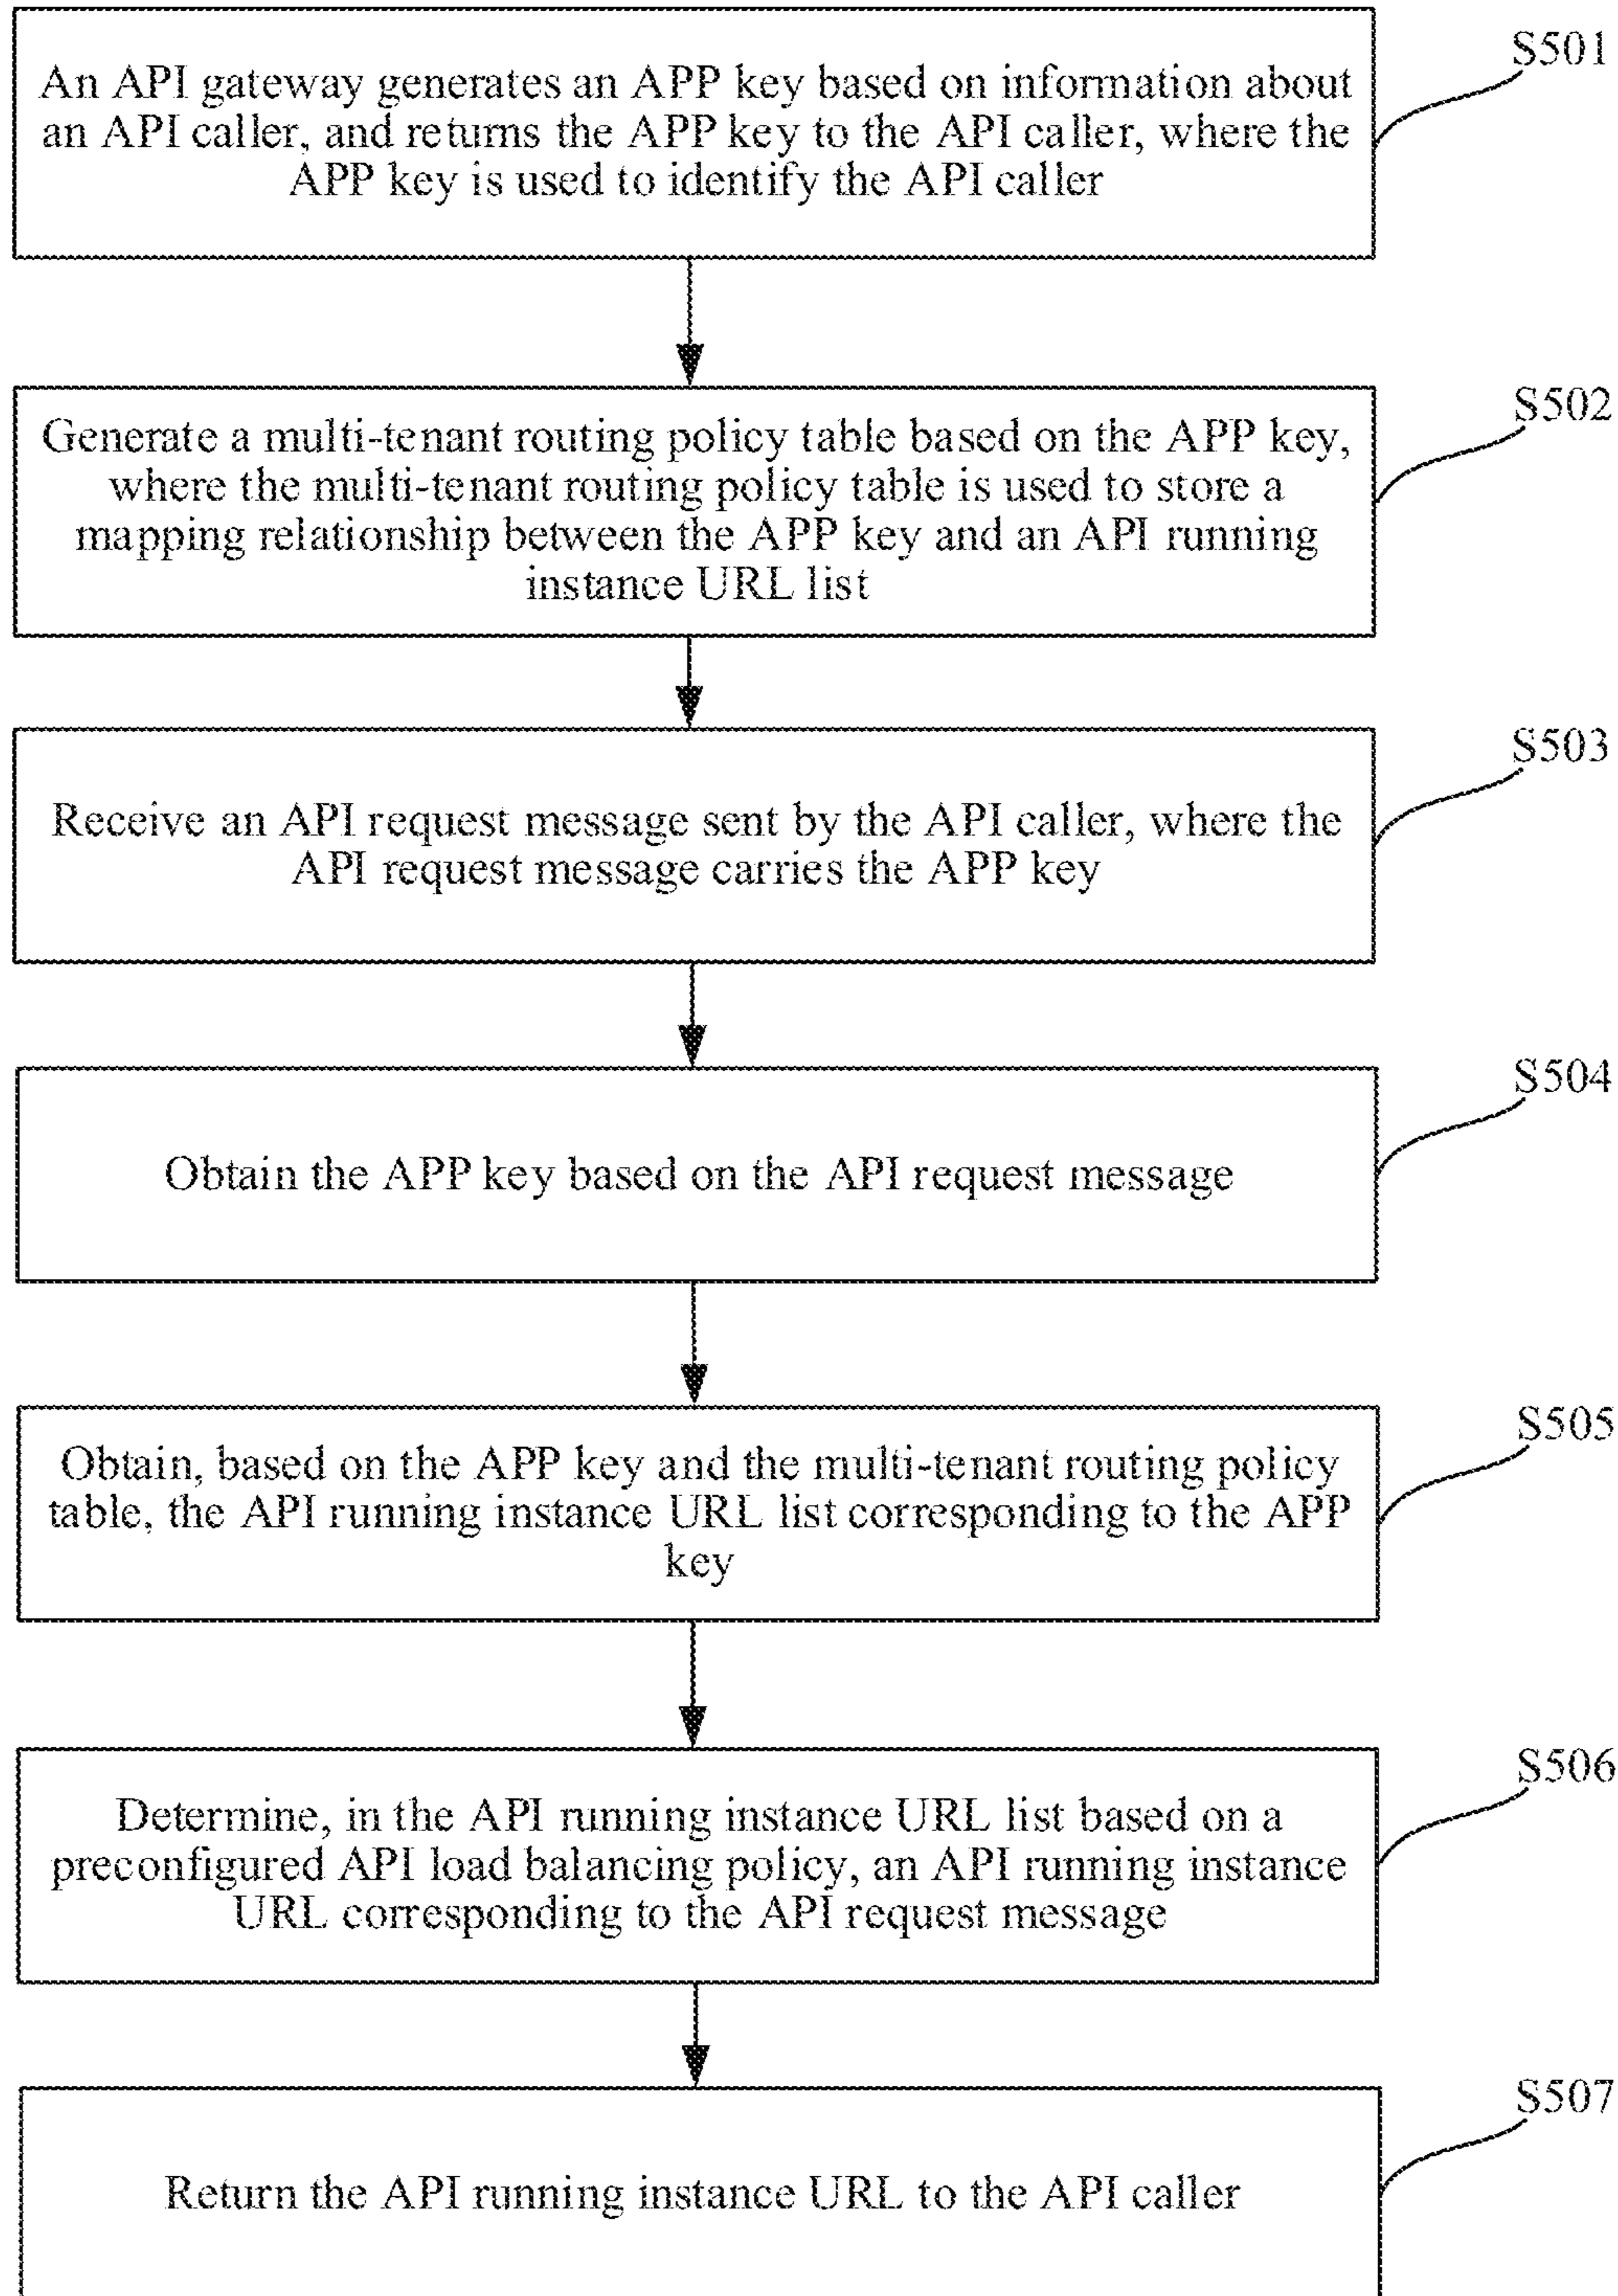 S501
An API gateway generates an APP key based on information about
an API caller, and returns the APP key to the API caller, where the
APP key is used to identify the API caller
S502
Generate a multi-tenant routing policy table based on the APP key,
where the multi-tenant routing policy table is used to store a
mapping relationship between the APP key and an API running
instance URL list
S503
Receive an API request message sent by the API caller, where the
API request message carries the APP key
S504
Obtain the APP key based on the API request message
S505
Obtain, based on the APP key and the multi-tenant routing policy
table, the API running instance URL list corresponding to the APP
key
S506
Determine, in the API running instance URL list based on a
preconfigured API load balancing policy, an API running instance
URL corresponding to the API request message
S507
Return the API running instance URL to the API caller